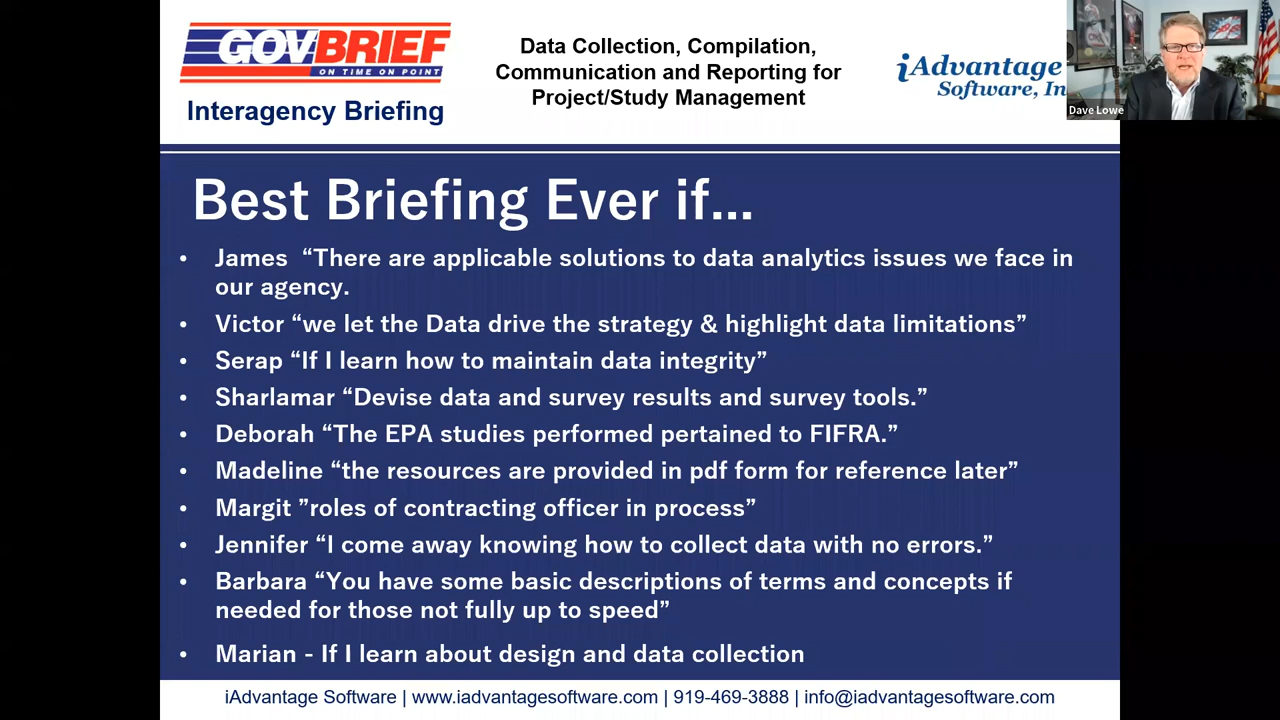 GOVBRIEF
ON TIME ON POINT
Interagency Briefing
Data Collection, Compilation,
Communication and Reporting for
Project/Study Management
iAdvantage
Software, In
Dave Lowe
Best Briefing Ever if...
• James “There are applicable solutions to data analytics issues we face in
our agency.
• Victor “we let the Data drive the strategy & highlight data limitations”
• Serap “If I learn how to maintain data integrity”
• Sharlamar “Devise data and survey results and survey tools.”
• Deborah “The EPA studies performed pertained to FIFRA.”
• Madeline “the resources are provided in pdf form for reference later”
• Margit ”roles of contracting officer in process”
• Jennifer “I come away knowing how to collect data with no errors.”
• Barbara “You have some basic descriptions of terms and concepts if
needed for those not fully up to speed”
• Marian - If I learn about design and data collection
iAdvantage Software | www.iadvantagesoftware.com | 919-469-3888 | info@iadvantagesoftware.com